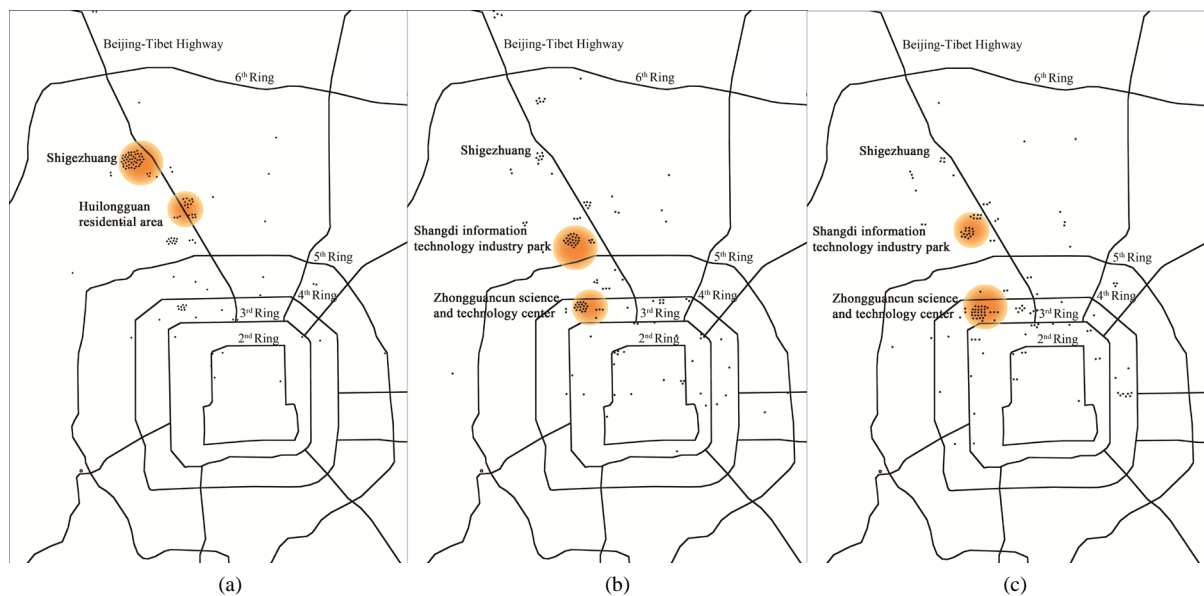 Beijing-Tibet Highway
6th Ring
Shigezhuang
Huilongguan
residential area
5th Ring
4th Ring
3rd Ring
2nd Ring
(a)
Beijing-Tibet Highway
6th Ring
Shigezhuang
Shangdi information
technology industry park
5th Ring
Zhongguancun science
and technology center
4th Ring
3rd Ring
2nd Ring
(b)
Beijing-Tibet Highway
6th Ring
Shigezhuang
Shangdi information
technology industry park
5th Ring
Zhongguancun science
and technology center
4th Ring
3rd Ring
2nd Ring
(c)